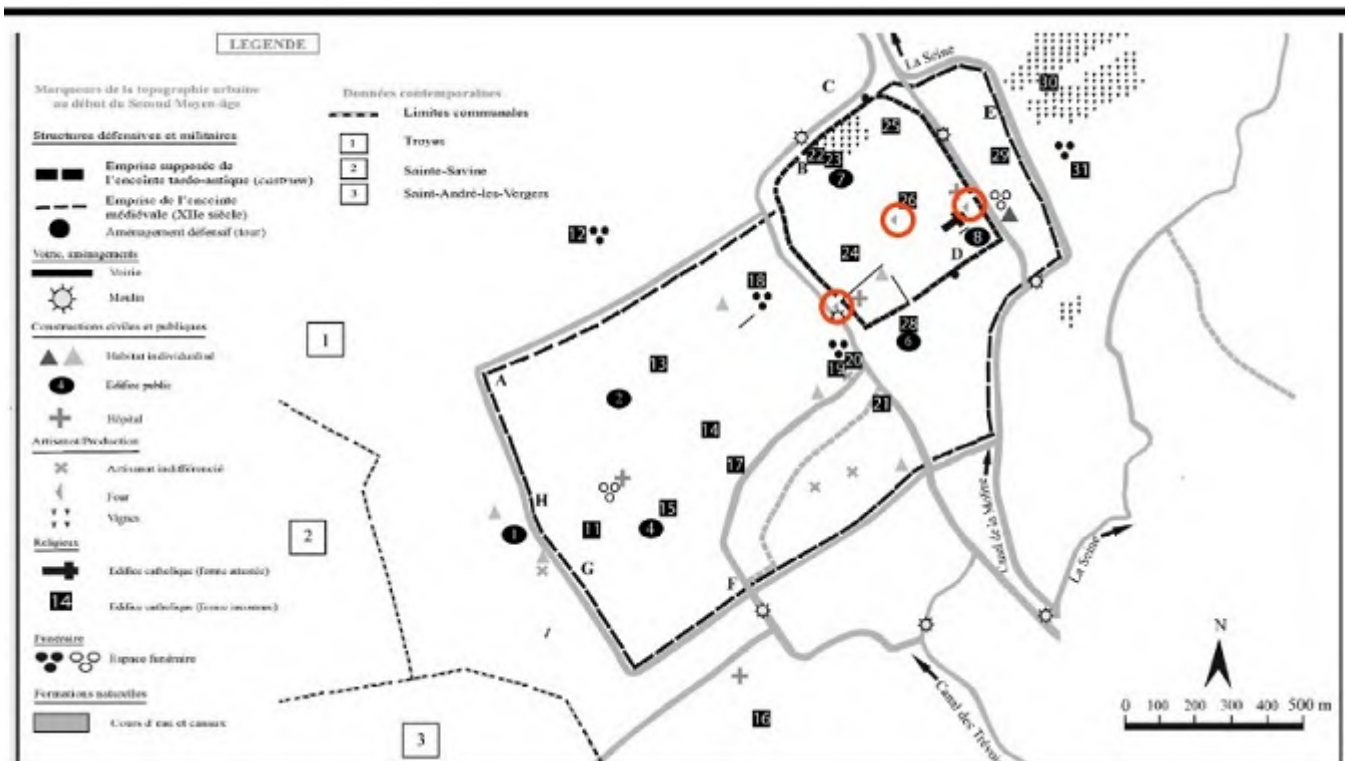 LEGENDE
Marqueurs de la topographie urbaine
au début du Second Moyen-âge
Structures défensives et militaires
Emprise supposée de
l'enceinte tardo-antique (castrum)
Emprise de l'enceinte
médiévale (XIIe siècle)
Aménagement défensif (tour)
Voirie, aménagements
Voirie
Moulin
Constructions civiles et publiques
Habitat individualisé
4 Edifice public
Hôpital
Artisanat/Production
Artisanat indifférencié
Four
Vignes
Religieux
Edifice catholique (forme attestée)
14 Edifice catholique (forme inconnue)
Funéraire
Espace funéraire
Formations naturelles
Cours d'eau et canaux
Données contemporaines
Limites communales
1 Troyes
2 Sainte-Savine
3 Saint-André-les-Vergers
La Seine
C
30
E
25
22 23
B
7
29
31
26
12
8
24
D
18
1
28
6
13
20
19
A
2
21
14
17
Canal de la Moline
H
15
11
4
1
2
La Seine
G
F
N
Canal des Trévois
16
3
0 100 200 300 400 500 m